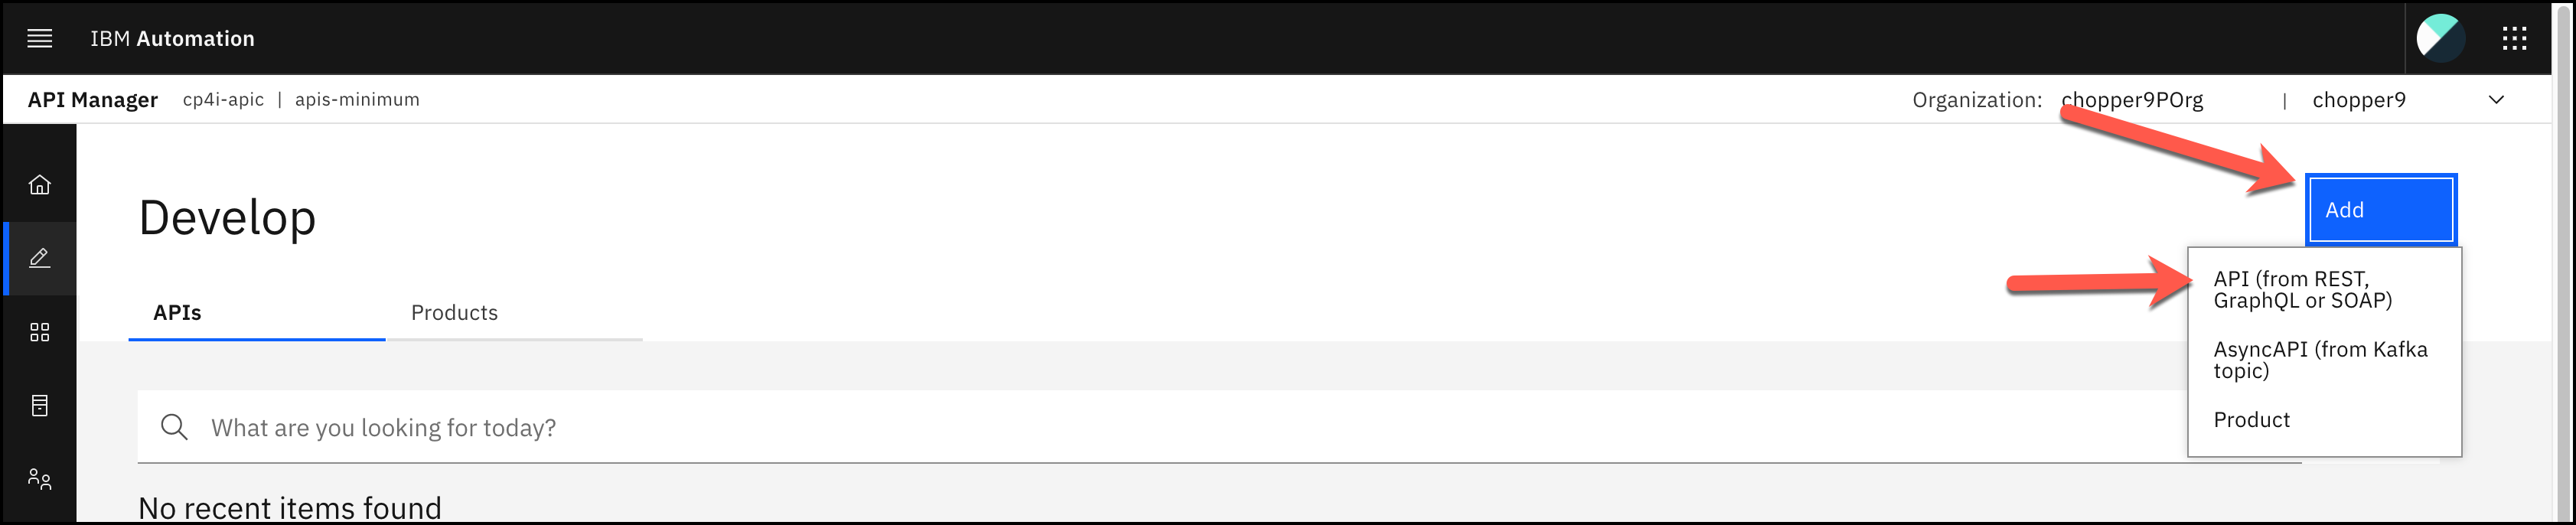 IBM Automation
API Manager cp4i-apic | apis-minimum Organization: chopper9POrg | chopper9
Develop
Add
API (from REST,
GraphQL or SOAP)
AsyncAPI (from Kafka
topic)
Product
APIs Products
What are you looking for today?
No recent items found